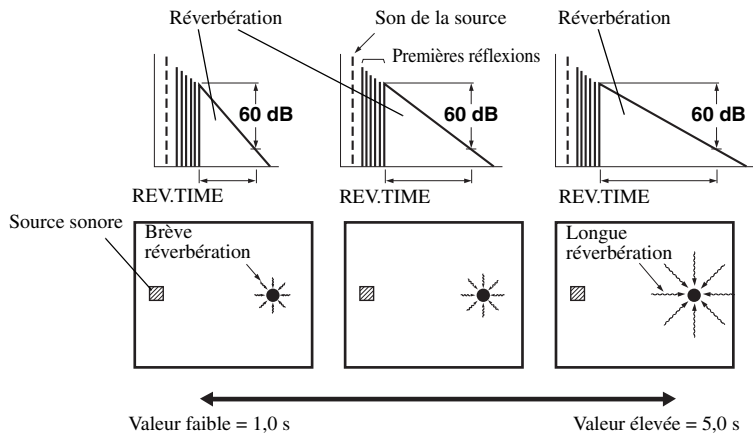 Réverbération
Son de la source
Réverbération
Premières réflexions
60 dB
60 dB
60 dB
REV.TIME
REV.TIME
REV.TIME
Source sonore
Brève
réverbération
Longue
réverbération
Valeur faible = 1,0 s
Valeur élevée = 5,0 s